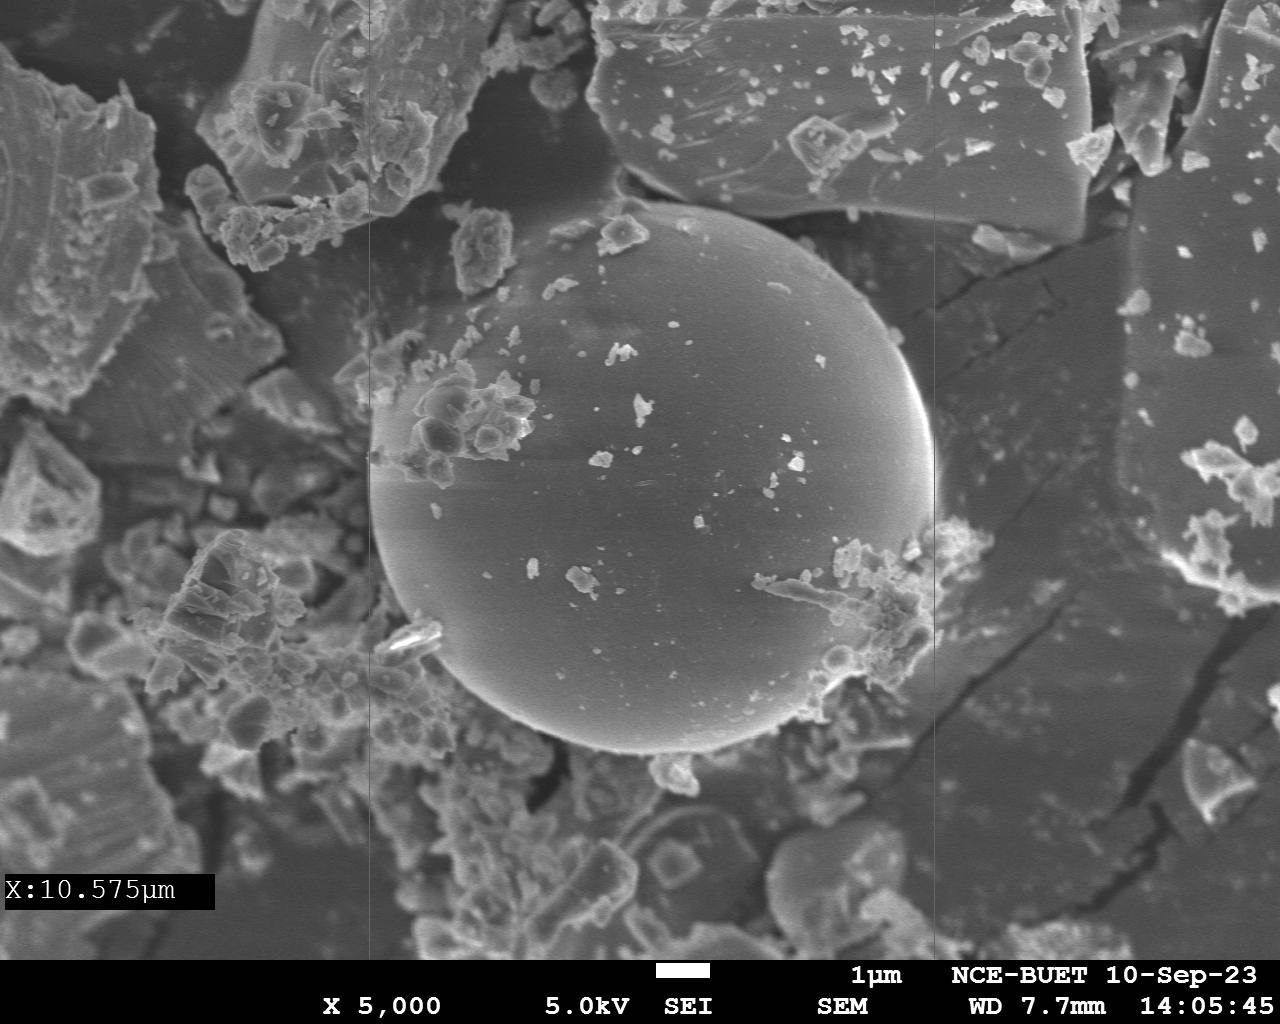 X:10.575µm
1µm NCE-BUET 10-Sep-23
X 5,000 5.0kV SEI SEM WD 7.7mm 14:05:45